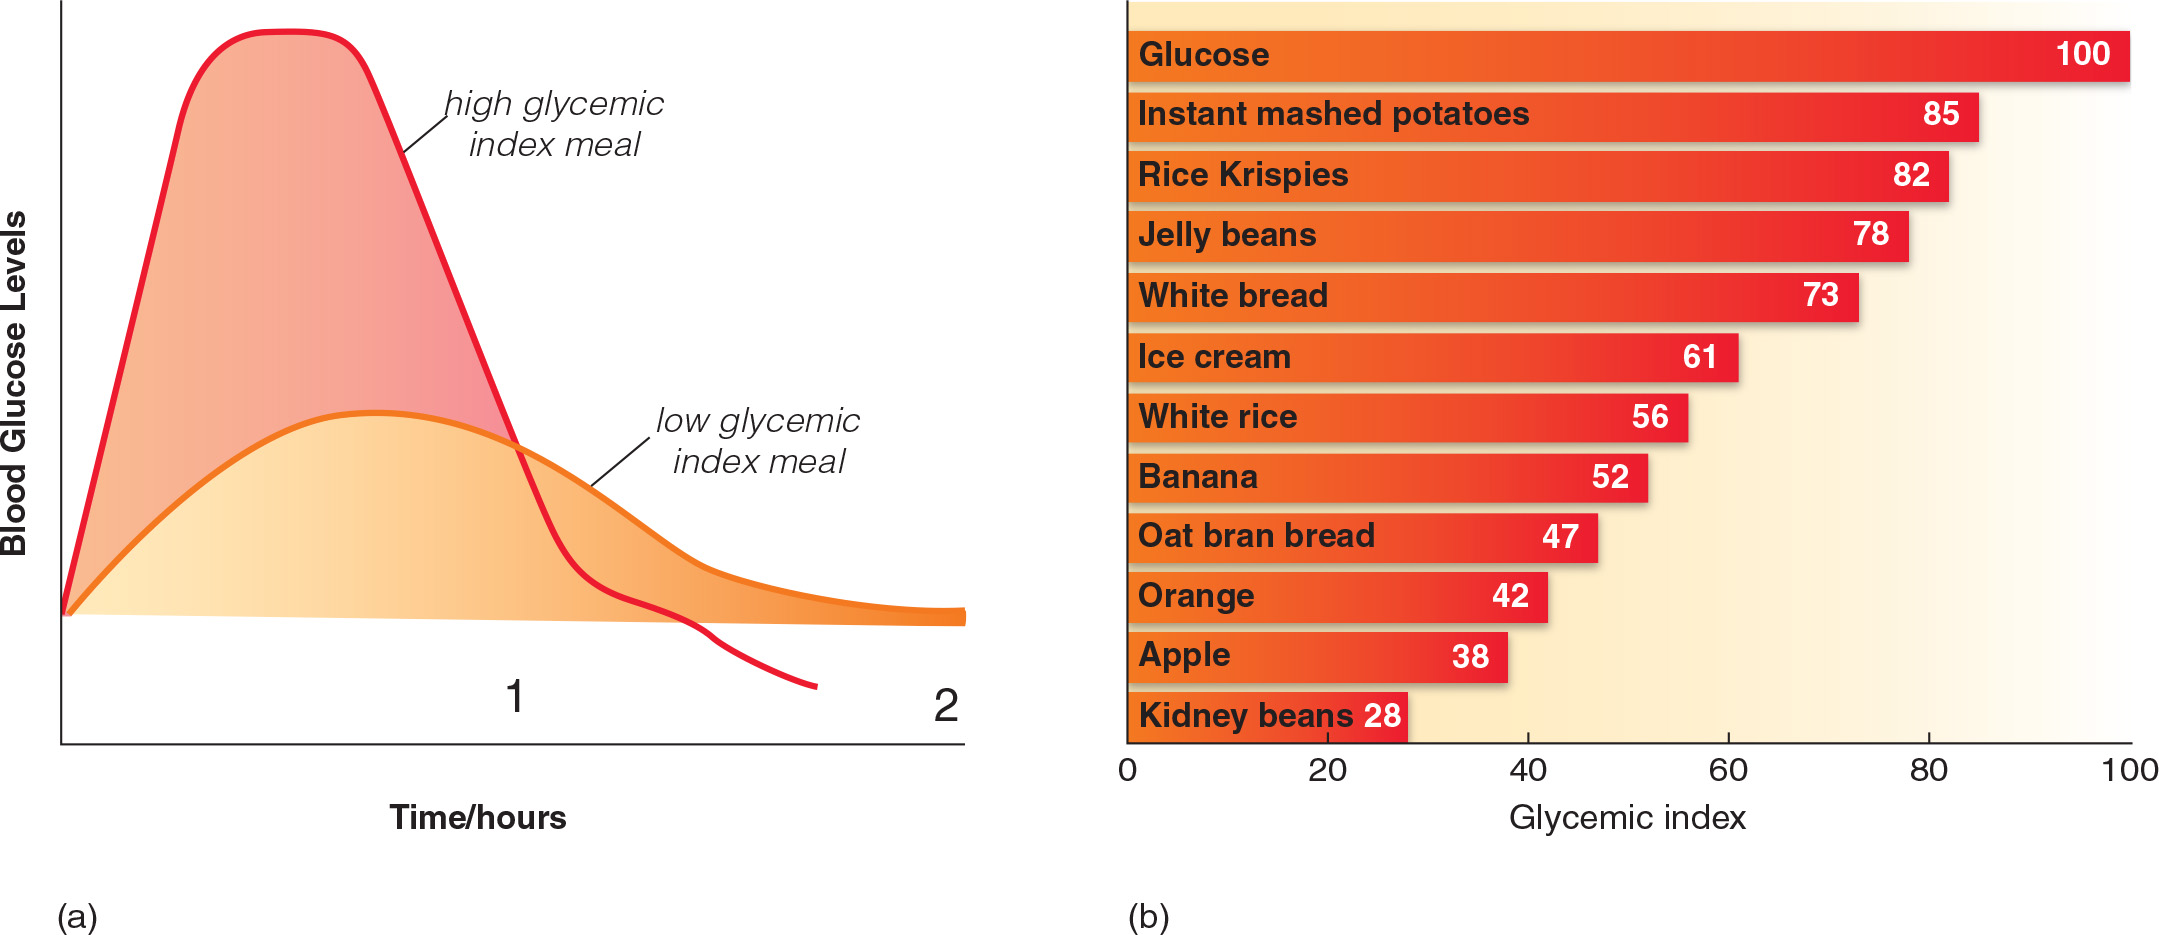 Blood Glucose Levels
high glycemic
index meal
low glycemic
index meal
1
2
Time/hours
(a)
Glucose 100
Instant mashed potatoes 85
Rice Krispies 82
Jelly beans 78
White bread 73
Ice cream 61
White rice 56
Banana 52
Oat bran bread 47
Orange 42
Apple 38
Kidney beans 28
0 20 40 60 80 100
Glycemic index
(b)